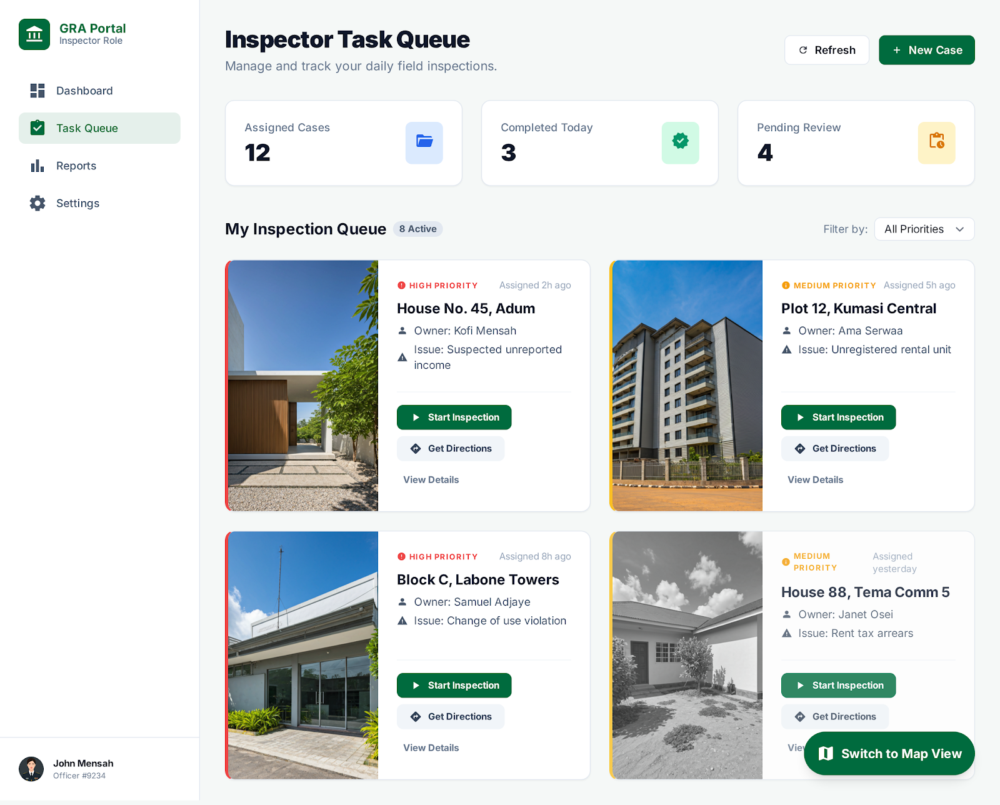 GRA Portal
Inspector Role
Dashboard
Task Queue
Reports
Settings
John Mensah
Officer #9234
Inspector Task Queue
Manage and track your daily field inspections.
Refresh
+ New Case
Assigned Cases
12
Completed Today
3
Pending Review
4
My Inspection Queue
8 Active
Filter by:
All Priorities
HIGH PRIORITY
Assigned 2h ago
House No. 45, Adum
Owner: Kofi Mensah
Issue: Suspected unreported
income
Start Inspection
Get Directions
View Details
MEDIUM PRIORITY
Assigned 5h ago
Plot 12, Kumasi Central
Owner: Ama Serwaa
Issue: Unregistered rental unit
Start Inspection
Get Directions
View Details
HIGH PRIORITY
Assigned 8h ago
Block C, Labone Towers
Owner: Samuel Adjaye
Issue: Change of use violation
Start Inspection
Get Directions
View Details
MEDIUM
PRIORITY
Assigned
yesterday
House 88, Tema Comm 5
Owner: Janet Osei
Issue: Rent tax arrears
Start Inspection
Get Directions
Switch to Map View